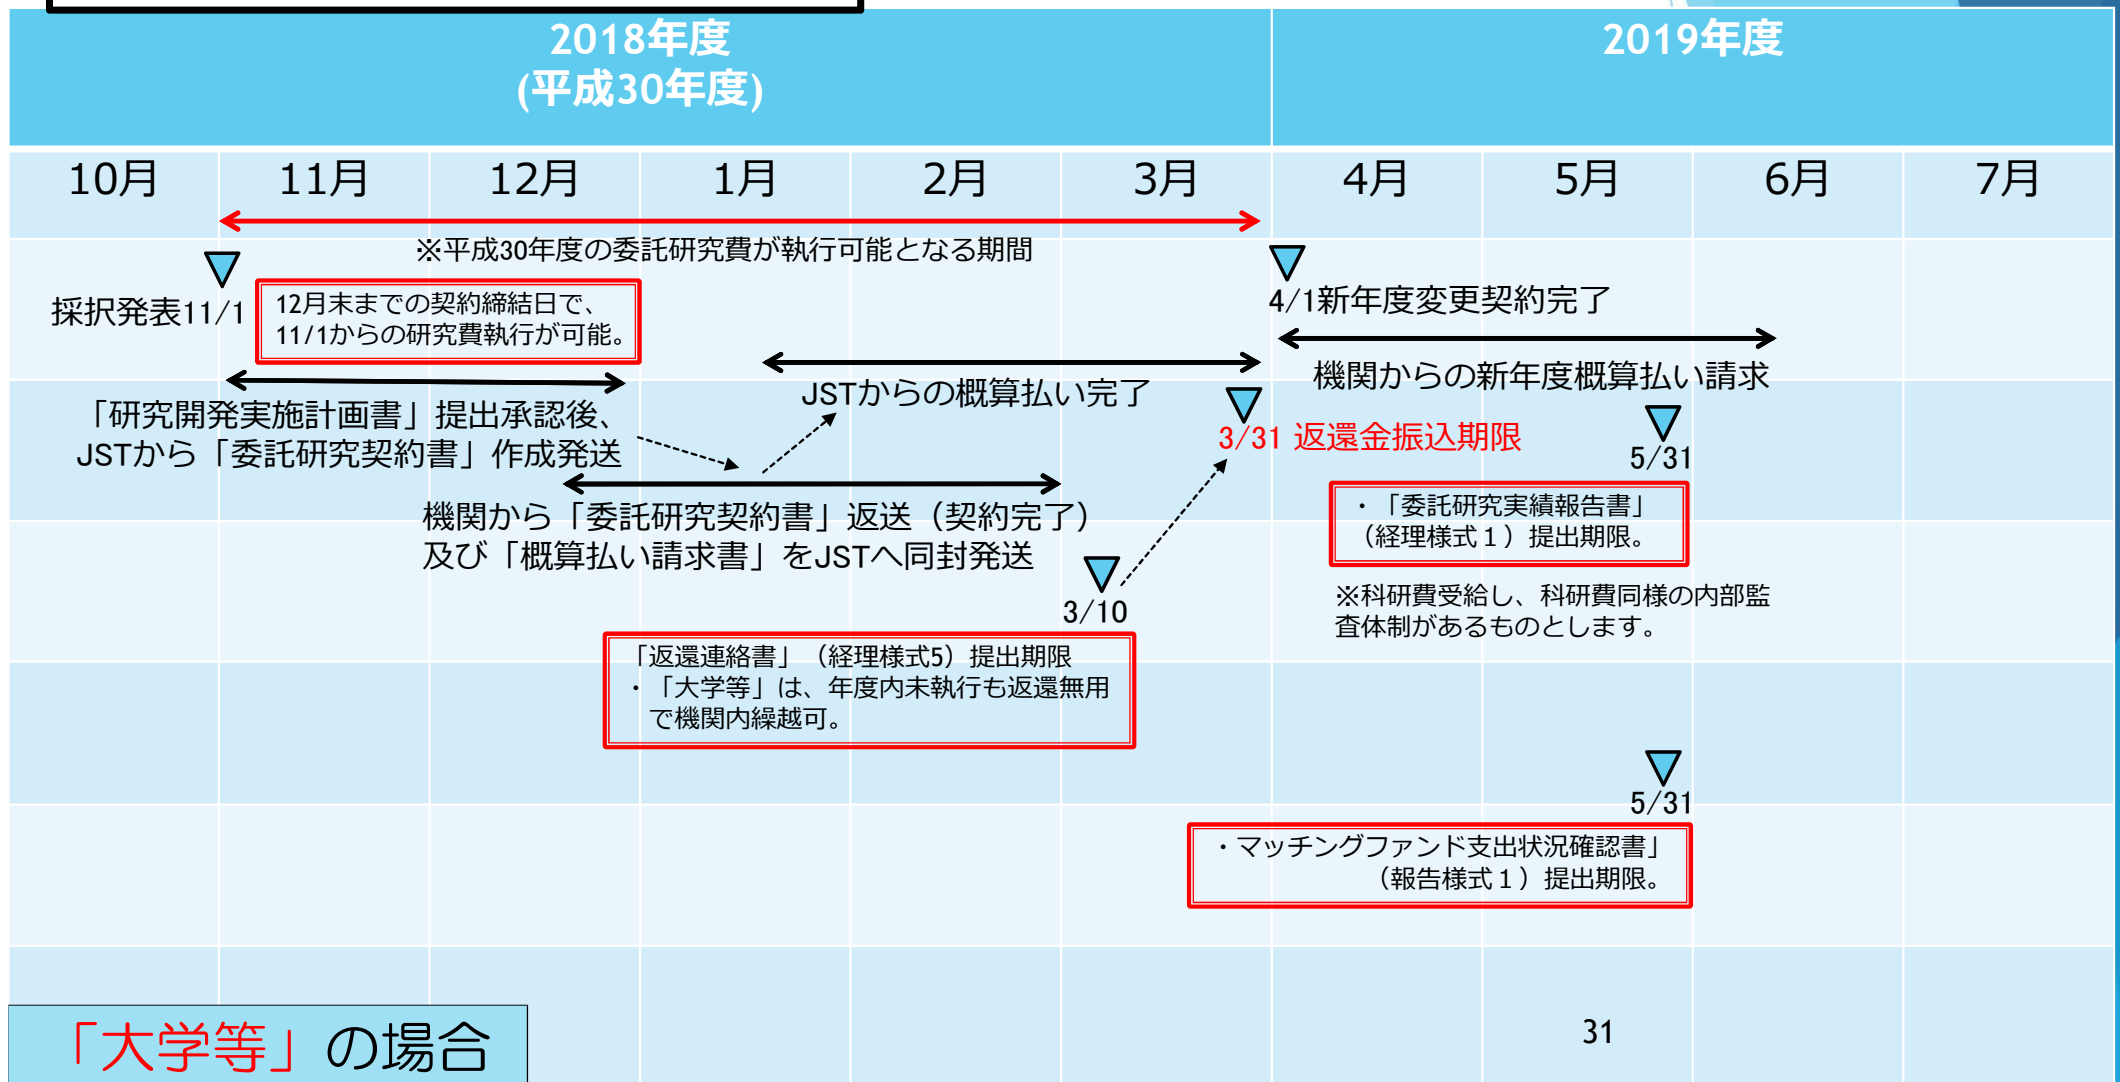 2018年度
(平成30年度)
2019年度
10月
11月
12月
1月
2月
3月
4月
5月
6月
7月
※平成30年度の委託研究費が執行可能となる期間
採択発表11/1
12月末までの契約締結日で、
11/1からの研究費執行が可能。
4/1新年度変更契約完了
機関からの新年度概算払い請求
「研究開発実施計画書」提出承認後、
JSTから「委託研究契約書」作成発送
JSTからの概算払い完了
3/31 返還金振込期限
5/31
機関から「委託研究契約書」返送（契約完了）
及び「概算払い請求書」をJSTへ同封発送
・「委託研究実績報告書」
（経理様式１）提出期限。
3/10
※科研費受給し、科研費同様の内部監
査体制があるものとします。
「返還連絡書」（経理様式5）提出期限
・「大学等」は、年度内未執行も返還無用
で機関内繰越可。
5/31
・マッチングファンド支出状況確認書」
（報告様式１）提出期限。
「大学等」の場合
31